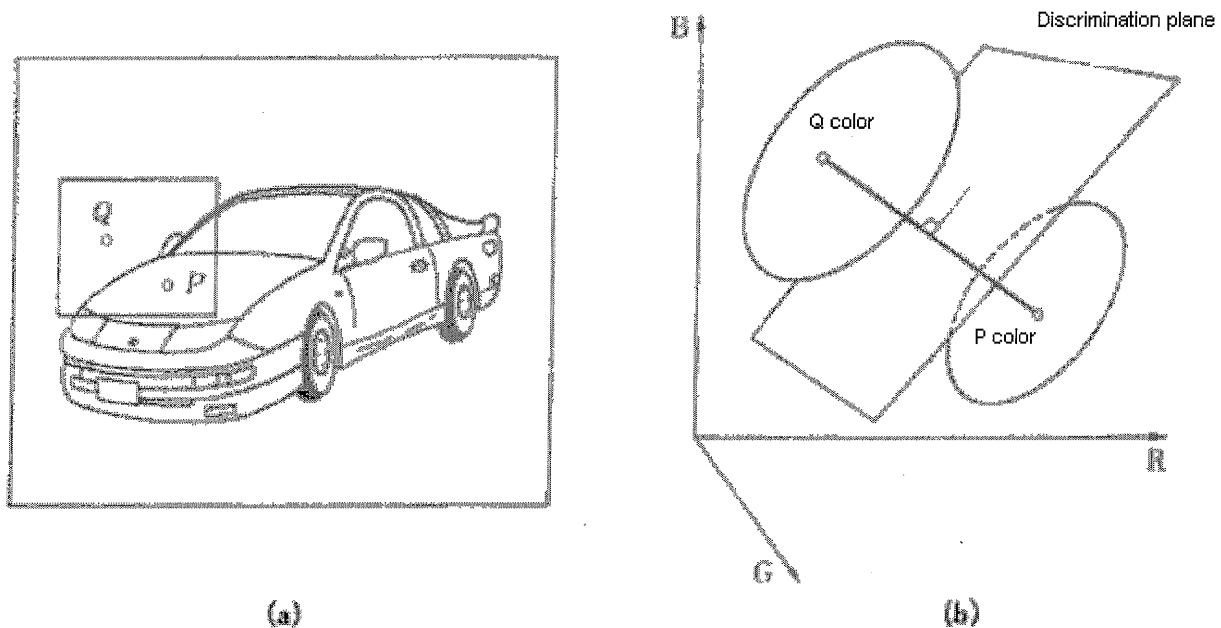 Q
P
(a)
B
Discrimination plane
Q color
P color
R
G
(b)